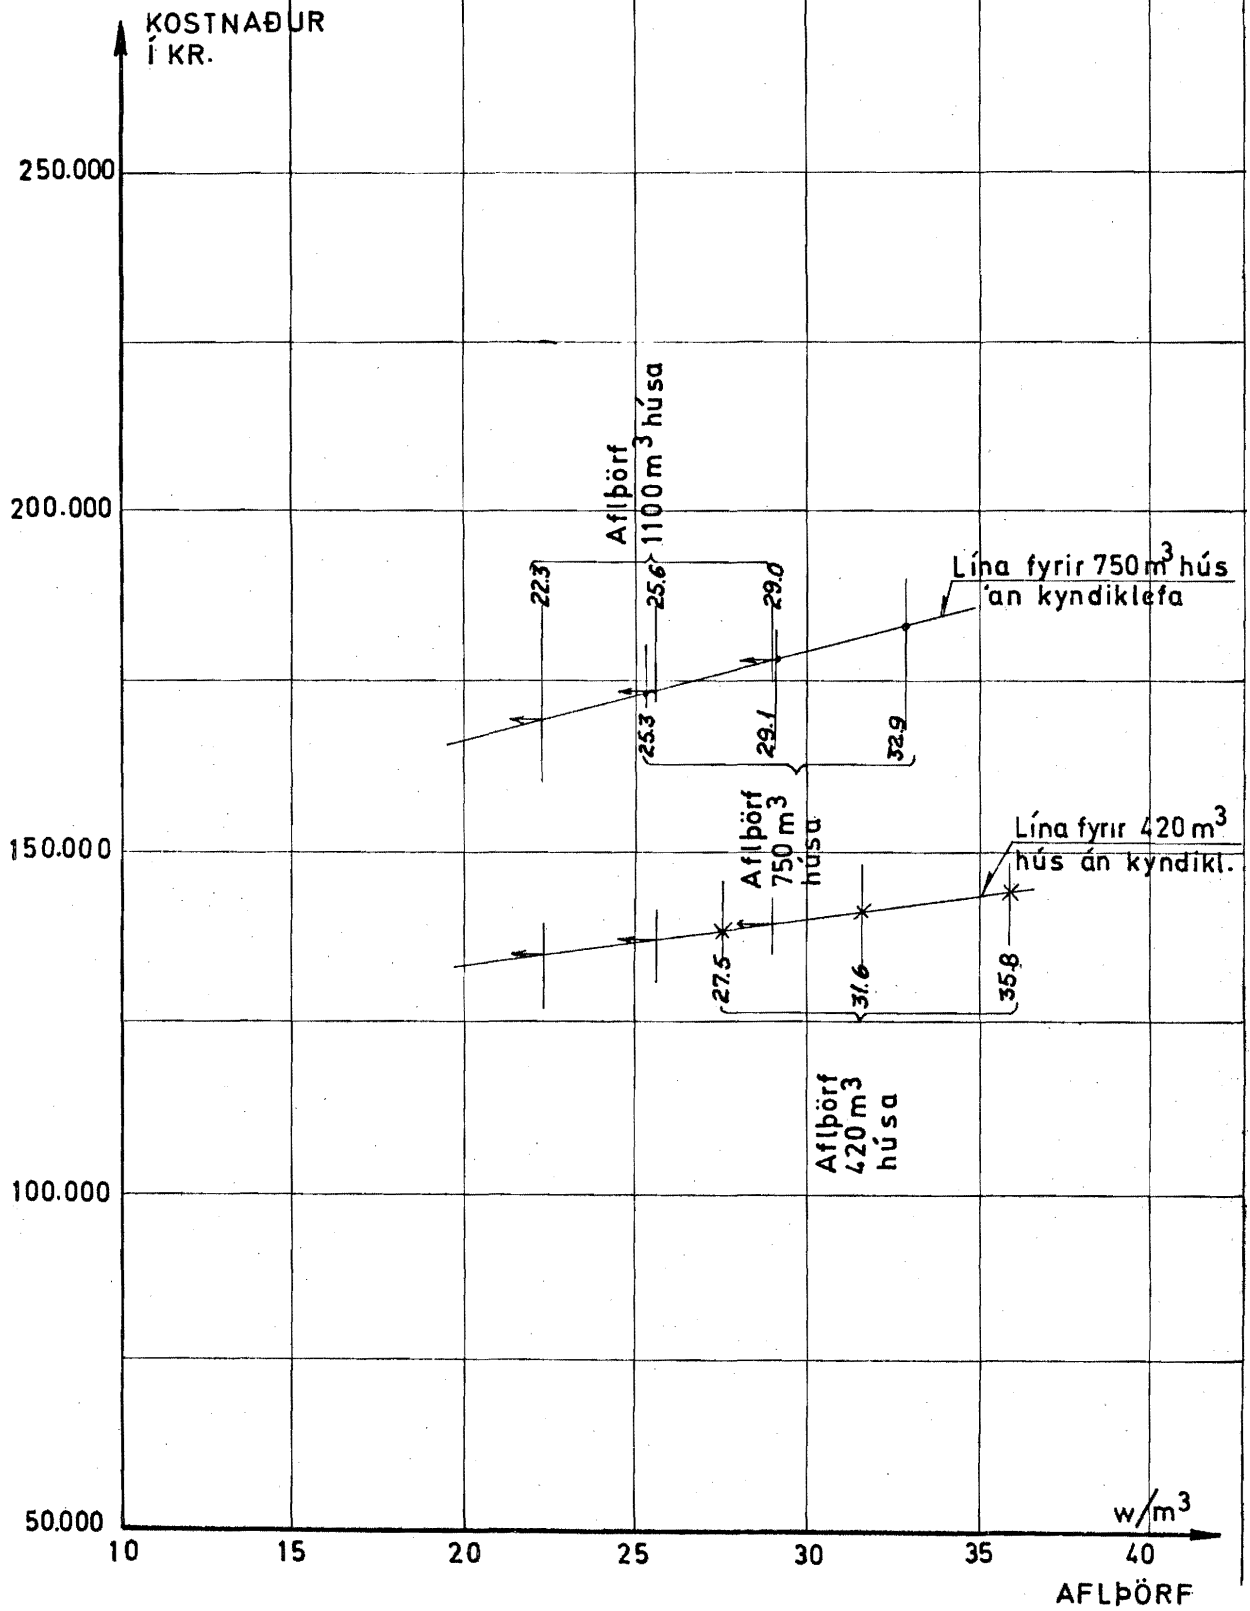 KOSTNAÐUR
Í KR.
250.000
200.000
150.000
100.000
50.000
Aflþörf
1100 m³ húsa
22.3
25.6
29.0
Lína fyrir 750 m³ hús
án kyndiklefa
25.3
29.1
32.9
Aflþörf
750 m³
húsa
Lína fyrir 420 m³
hús án kyndikl.
27.5
31.6
35.8
Aflþörf
420 m³
húsa
w/m³
10 15 20 25 30 35 40
AFLÞÖRF